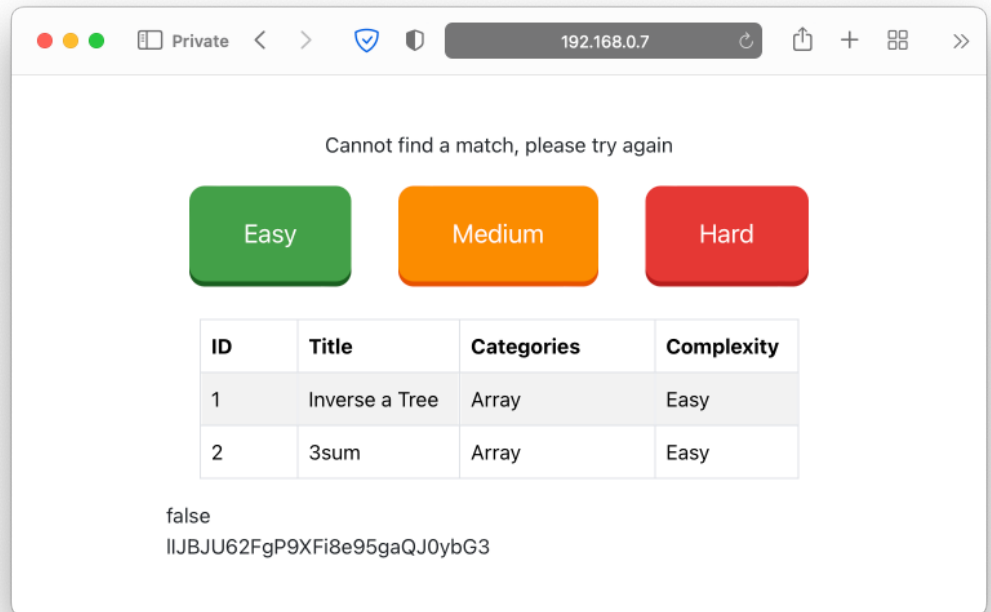 Private 192.168.0.7
Cannot find a match, please try again
Easy Medium Hard
ID Title Categories Complexity
1 Inverse a Tree Array Easy
2 3sum Array Easy
false
llJBJU62FgP9XFi8e95gaQJ0ybG3